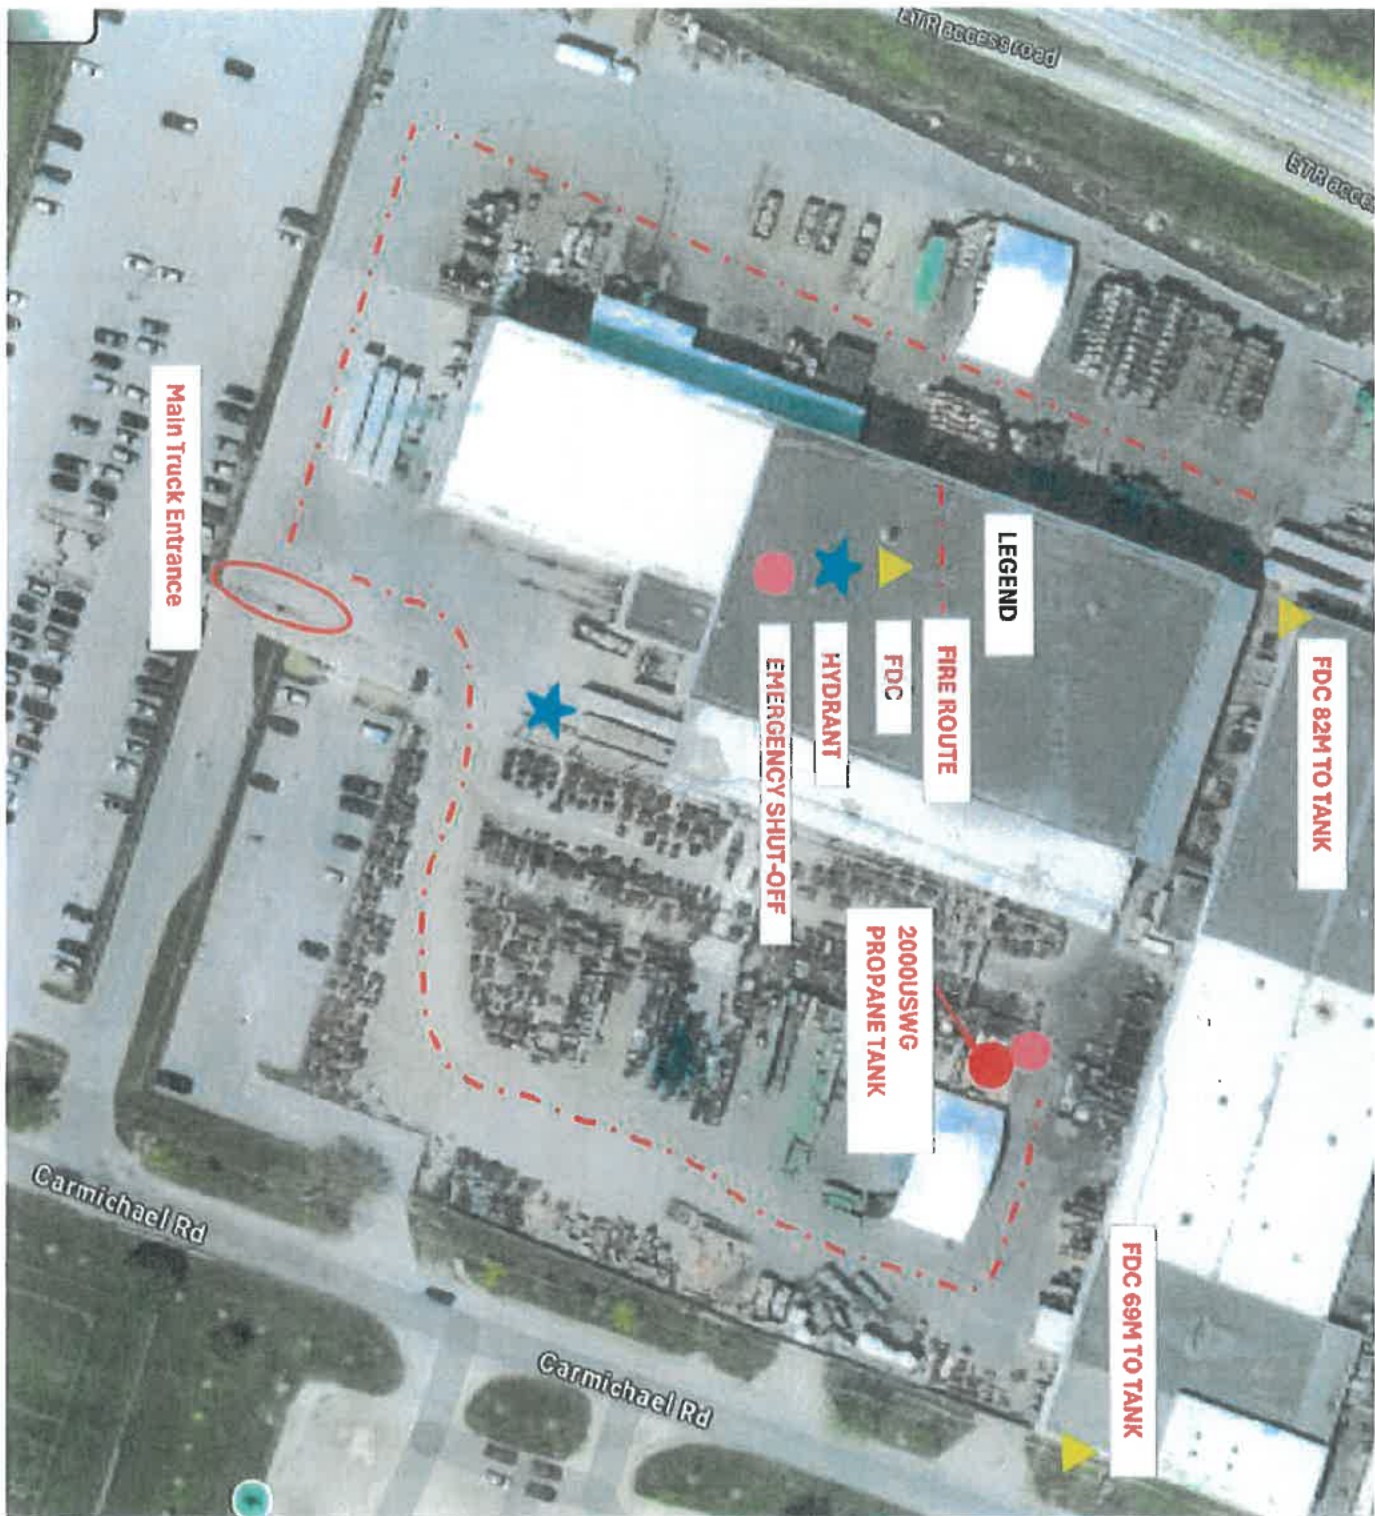 ETR access road
ETR acces
LEGEND
FIRE ROUTE
FDC
HYDRANT
EMERGENCY SHUT-OFF
FDC 82M TO TANK
2000USWG
PROPANE TANK
FDC 69M TO TANK
Main Truck Entrance
Carmichael Rd
Carmichael Rd